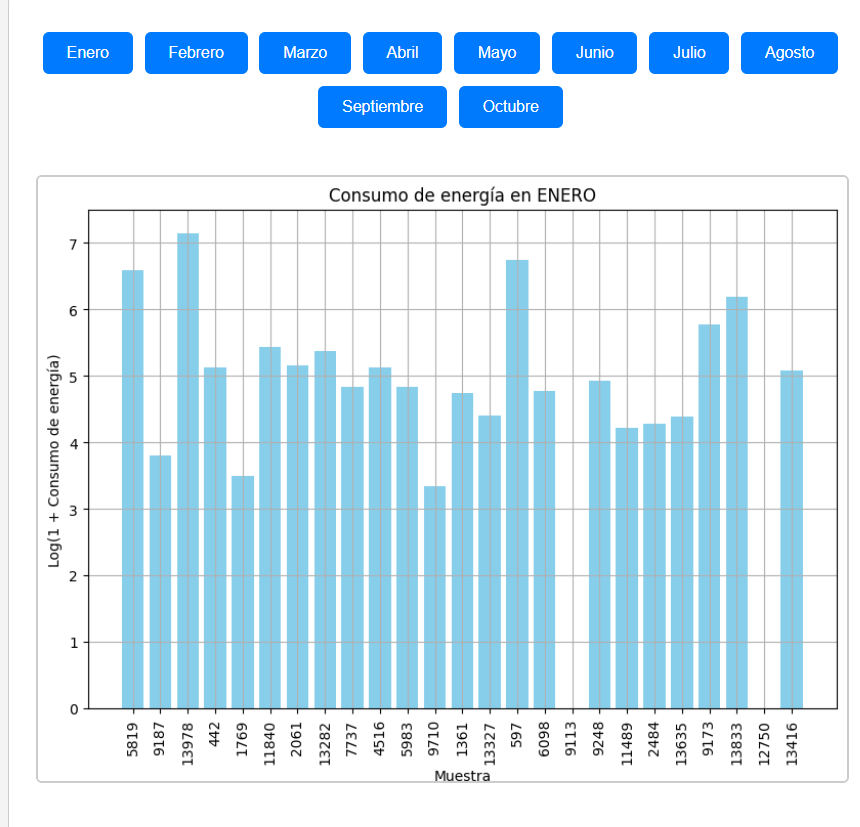 Enero Febrero Marzo Abril Mayo Junio Julio Agosto
Septiembre Octubre
Consumo de energía en ENERO
Log(1 + Consumo de energía)
7
6
5
4
3
2
1
0
5819 9187 13978 442 1769 11840 2061 13282 7737 4516 5983 9710 1361 13327 597 6098 9113 9248 11489 2484 13635 9173 13833 12750 13416
Muestra